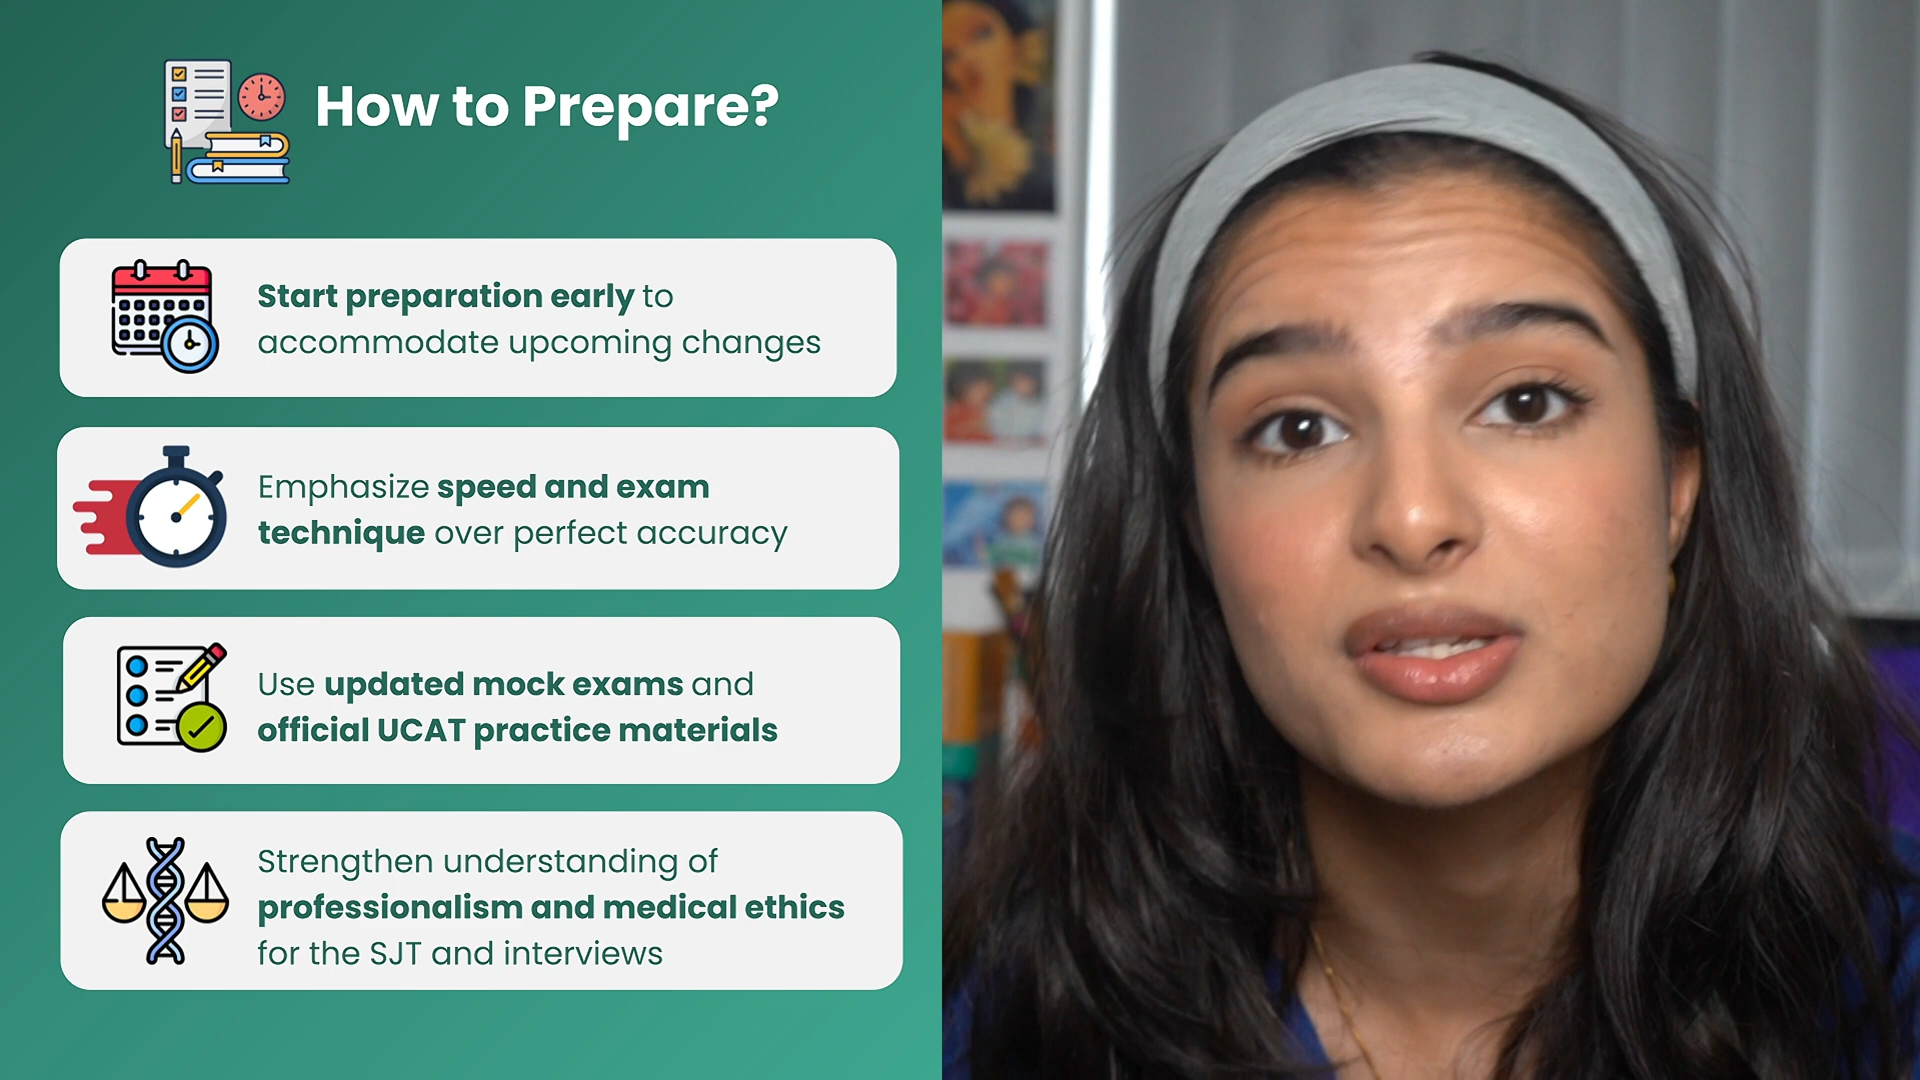 How to Prepare?
Start preparation early to
accommodate upcoming changes
Emphasize speed and exam
technique over perfect accuracy
Use updated mock exams and
official UCAT practice materials
Strengthen understanding of
professionalism and medical ethics
for the SJT and interviews